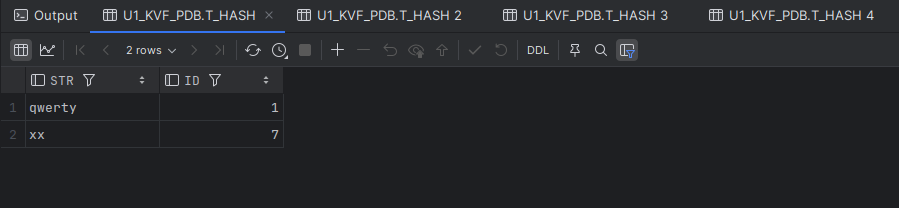 Output U1_KVF_PDB.T_HASH U1_KVF_PDB.T_HASH 2 U1_KVF_PDB.T_HASH 3 U1_KVF_PDB.T_HASH 4
2 rows DDL
STR ID
1 qwerty 1
2 xx 7